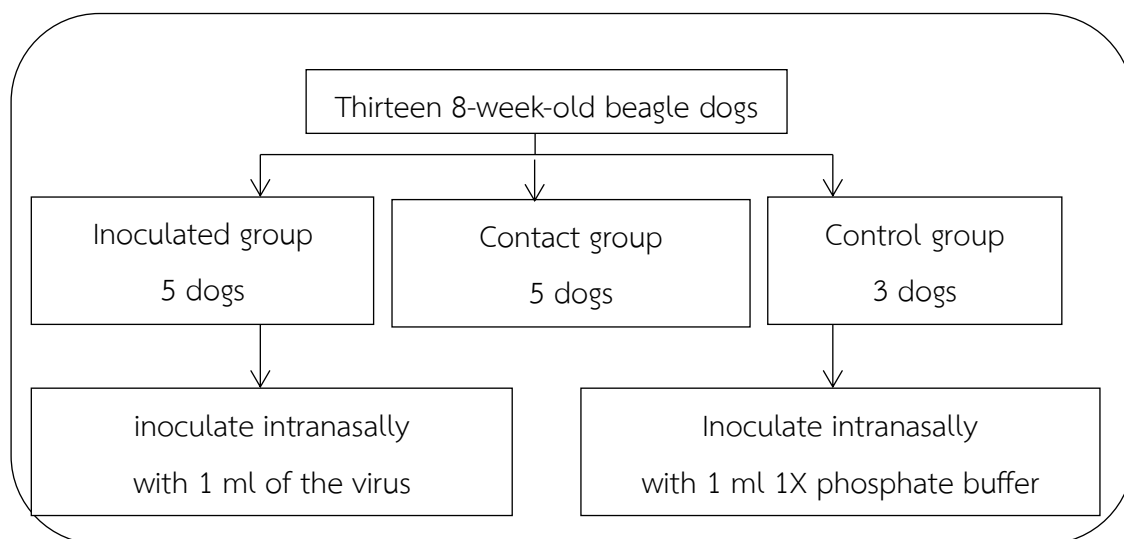 Thirteen 8-week-old beagle dogs
Inoculated group
5 dogs
Contact group
5 dogs
Control group
3 dogs
inoculate intranasally
with 1 ml of the virus
Inoculate intranasally
with 1 ml 1X phosphate buffer